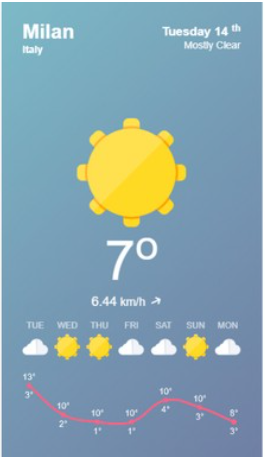 Milan
Italy
Tuesday 14 th
Mostly Clear
7º
6.44 km/h
TUE WED THU FRI SAT SUN MON
13° 10° 10° 10° 10° 10° 8°
3° 2° 1° 1° 4° 3° 3°